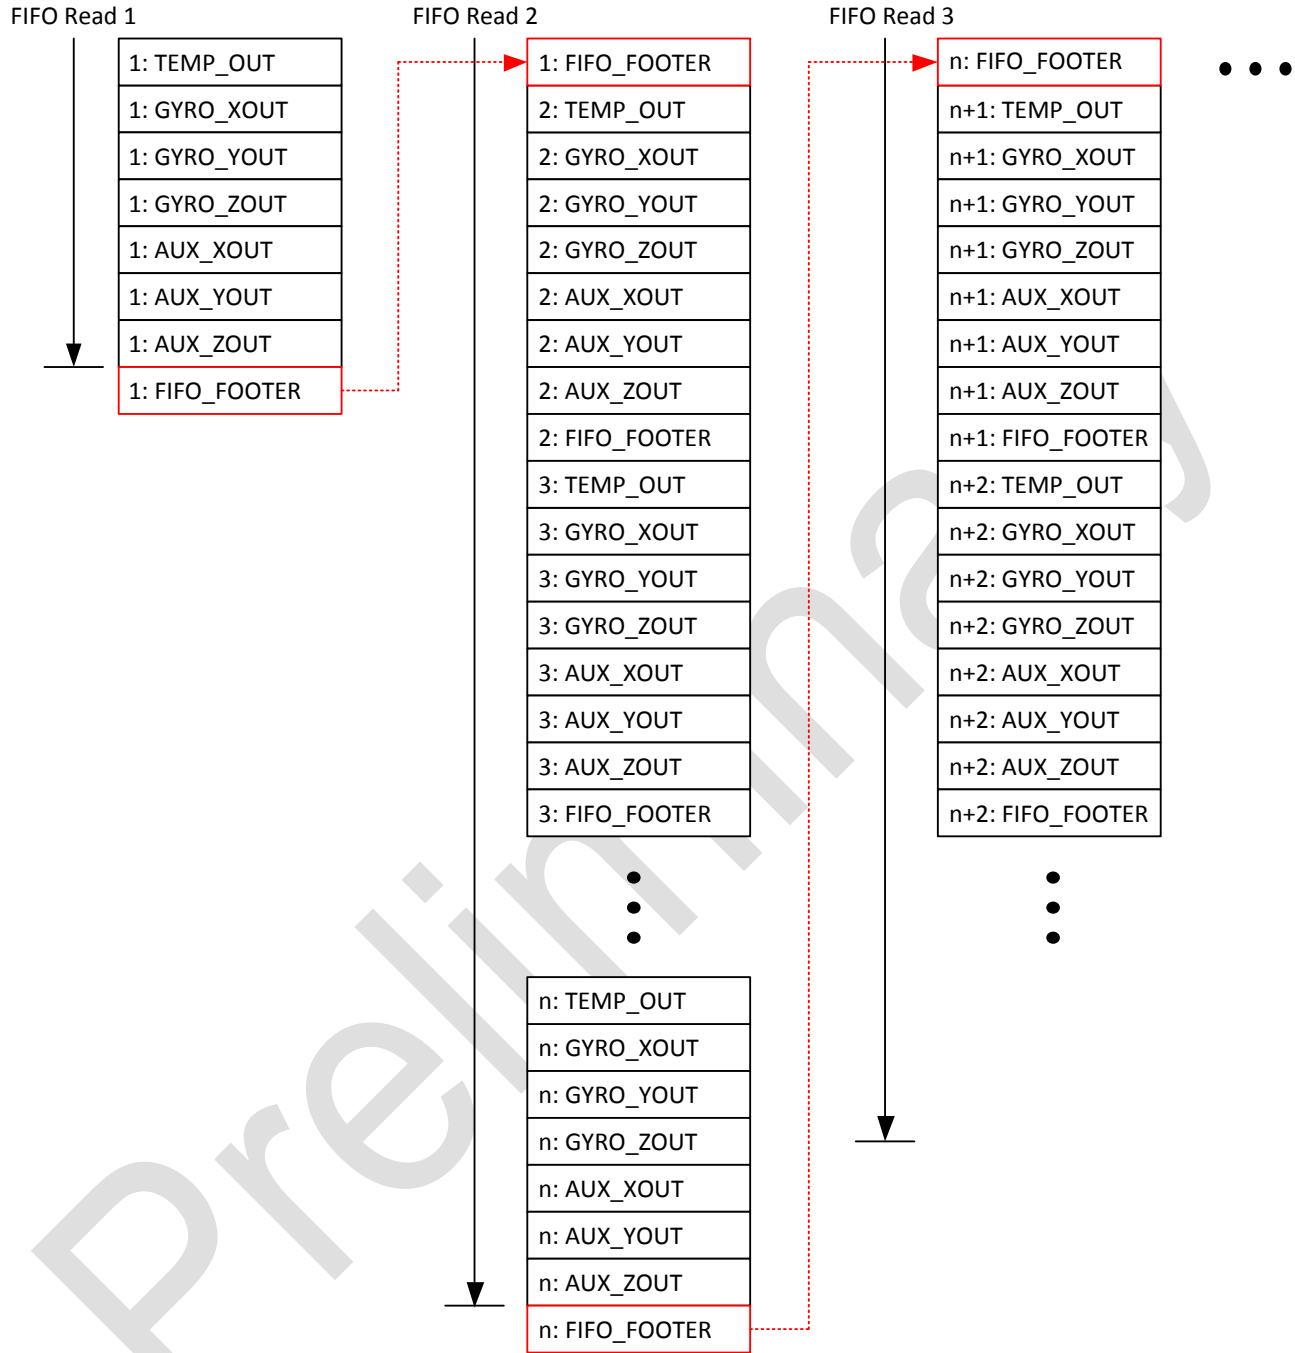 FIFO Read 1
1: TEMP_OUT
1: GYRO_XOUT
1: GYRO_YOUT
1: GYRO_ZOUT
1: AUX_XOUT
1: AUX_YOUT
1: AUX_ZOUT
1: FIFO_FOOTER
FIFO Read 2
1: FIFO_FOOTER
2: TEMP_OUT
2: GYRO_XOUT
2: GYRO_YOUT
2: GYRO_ZOUT
2: AUX_XOUT
2: AUX_YOUT
2: AUX_ZOUT
2: FIFO_FOOTER
3: TEMP_OUT
3: GYRO_XOUT
3: GYRO_YOUT
3: GYRO_ZOUT
3: AUX_XOUT
3: AUX_YOUT
3: AUX_ZOUT
3: FIFO_FOOTER
n: TEMP_OUT
n: GYRO_XOUT
n: GYRO_YOUT
n: GYRO_ZOUT
n: AUX_XOUT
n: AUX_YOUT
n: AUX_ZOUT
n: FIFO_FOOTER
FIFO Read 3
n: FIFO_FOOTER
n+1: TEMP_OUT
n+1: GYRO_XOUT
n+1: GYRO_YOUT
n+1: GYRO_ZOUT
n+1: AUX_XOUT
n+1: AUX_YOUT
n+1: AUX_ZOUT
n+1: FIFO_FOOTER
n+2: TEMP_OUT
n+2: GYRO_XOUT
n+2: GYRO_YOUT
n+2: GYRO_ZOUT
n+2: AUX_XOUT
n+2: AUX_YOUT
n+2: AUX_ZOUT
n+2: FIFO_FOOTER
Preliminary